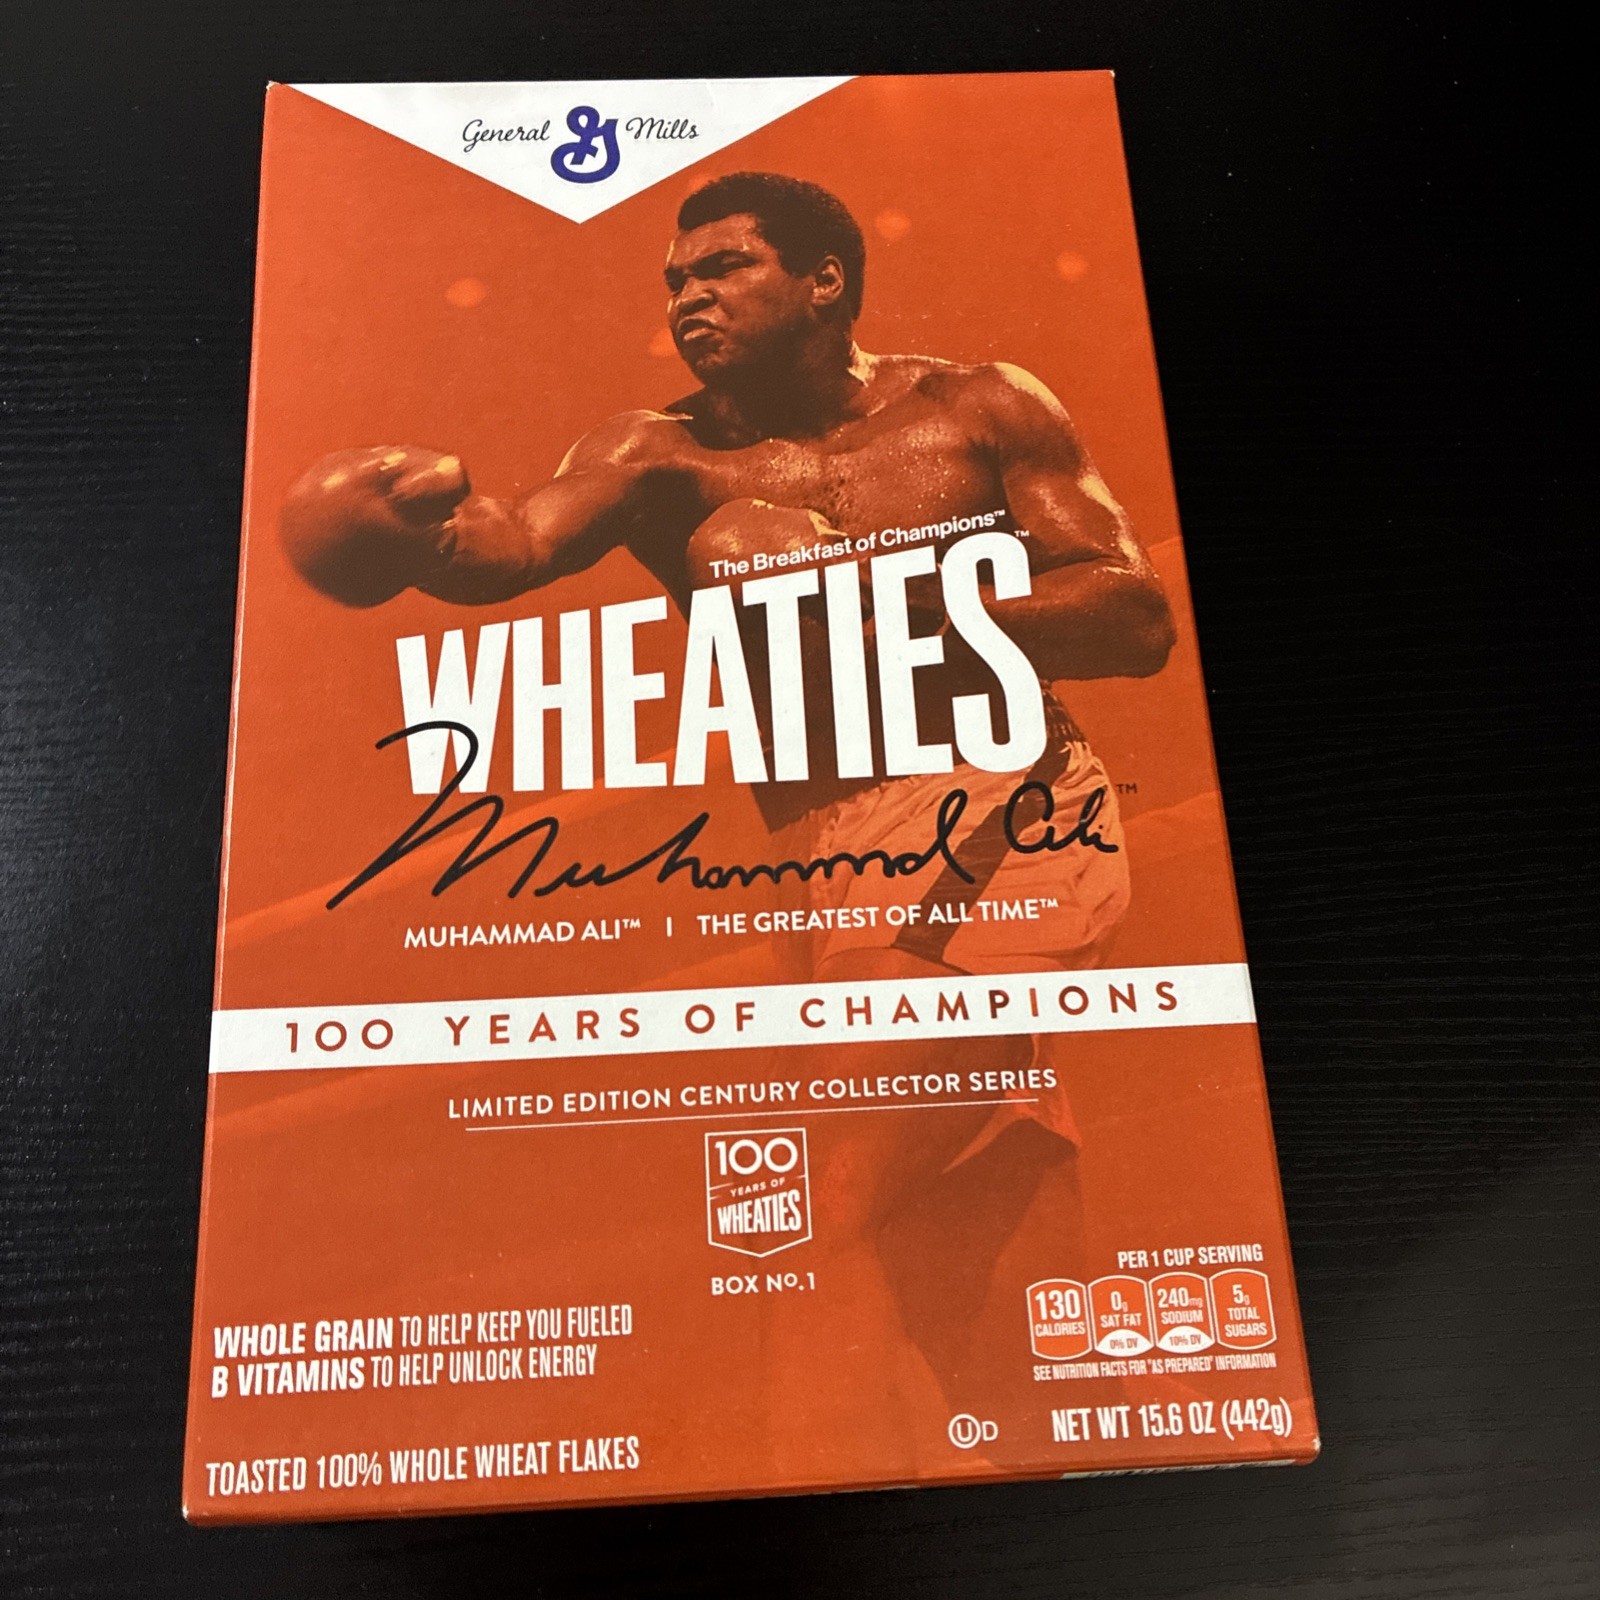 General G Mills
The Breakfast of Champions™
WHEATIES™
Muhammad Ali™
MUHAMMAD ALI™ | THE GREATEST OF ALL TIME™
100 YEARS OF CHAMPIONS
LIMITED EDITION CENTURY COLLECTOR SERIES
100
YEARS OF
WHEATIES
BOX Nº.1
PER 1 CUP SERVING
130
CALORIES
0g
SAT FAT
0% DV
240mg
SODIUM
10% DV
5g
TOTAL
SUGARS
SEE NUTRITION FACTS FOR "AS PREPARED" INFORMATION
WHOLE GRAIN TO HELP KEEP YOU FUELED
B VITAMINS TO HELP UNLOCK ENERGY
UD
NET WT 15.6 OZ (442g)
TOASTED 100% WHOLE WHEAT FLAKES